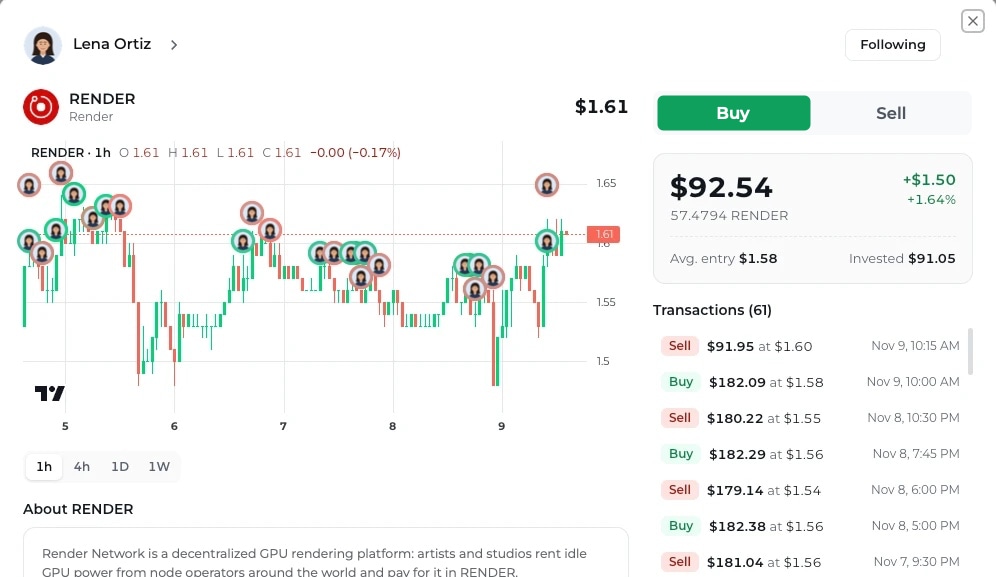 Lena Ortiz
Following
RENDER
Render
$1.61
Buy
Sell
RENDER · 1h O 1.61 H 1.61 L 1.61 C 1.61 −0.00 (−0.17%)
1.65
1.61
1.6
1.55
1.5
5 6 7 8 9
1h 4h 1D 1W
About RENDER
Render Network is a decentralized GPU rendering platform: artists and studios rent idle
GPU power from node operators around the world and pay for it in RENDER.
$92.54
+$1.50
57.4794 RENDER
+1.64%
Avg. entry $1.58
Invested $91.05
Transactions (61)
Sell $91.95 at $1.60 Nov 9, 10:15 AM
Buy $182.09 at $1.58 Nov 9, 10:00 AM
Sell $180.22 at $1.55 Nov 8, 10:30 PM
Buy $182.29 at $1.56 Nov 8, 7:45 PM
Sell $179.14 at $1.54 Nov 8, 6:00 PM
Buy $182.38 at $1.56 Nov 8, 5:00 PM
Sell $181.04 at $1.56 Nov 7, 9:30 PM